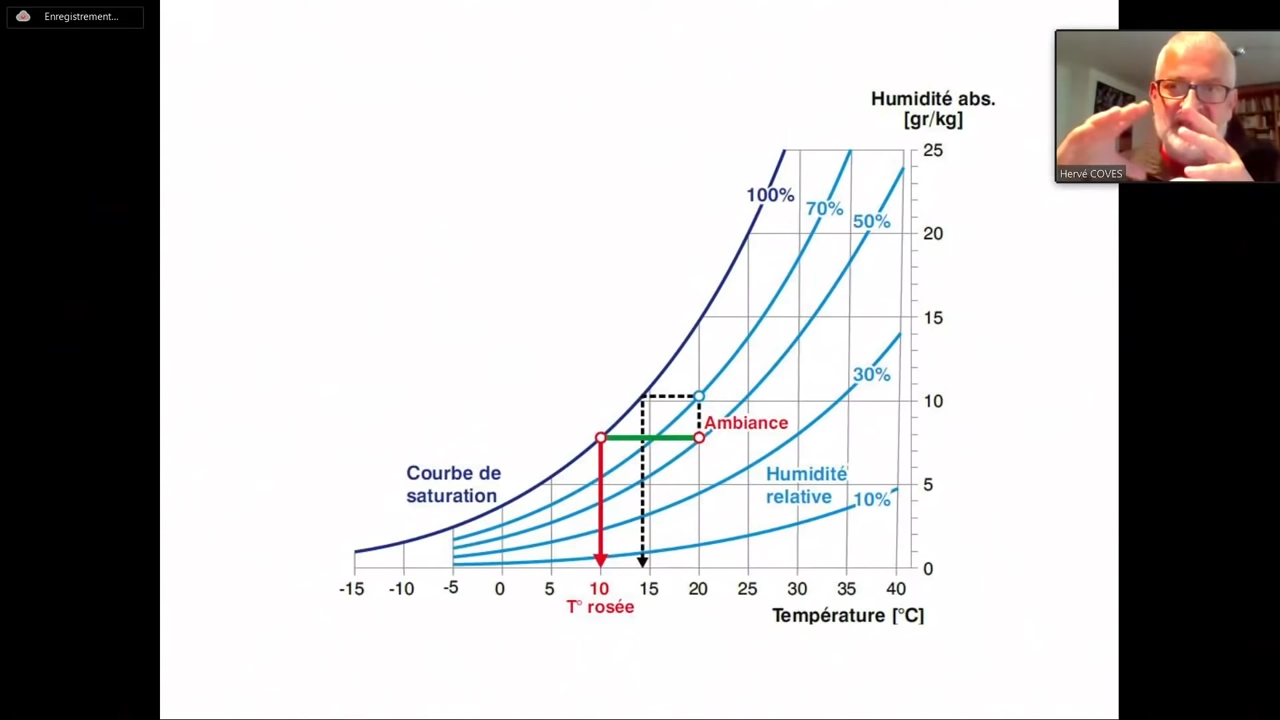 Enregistrement...
Humidité abs.
[gr/kg]
Hervé COVES
25
100%
70%
50%
20
15
30%
10
Ambiance
Courbe de
saturation
Humidité
relative
5
10%
0
-15 -10 -5 0 5 10 15 20 25 30 35 40
T° rosée
Température [°C]